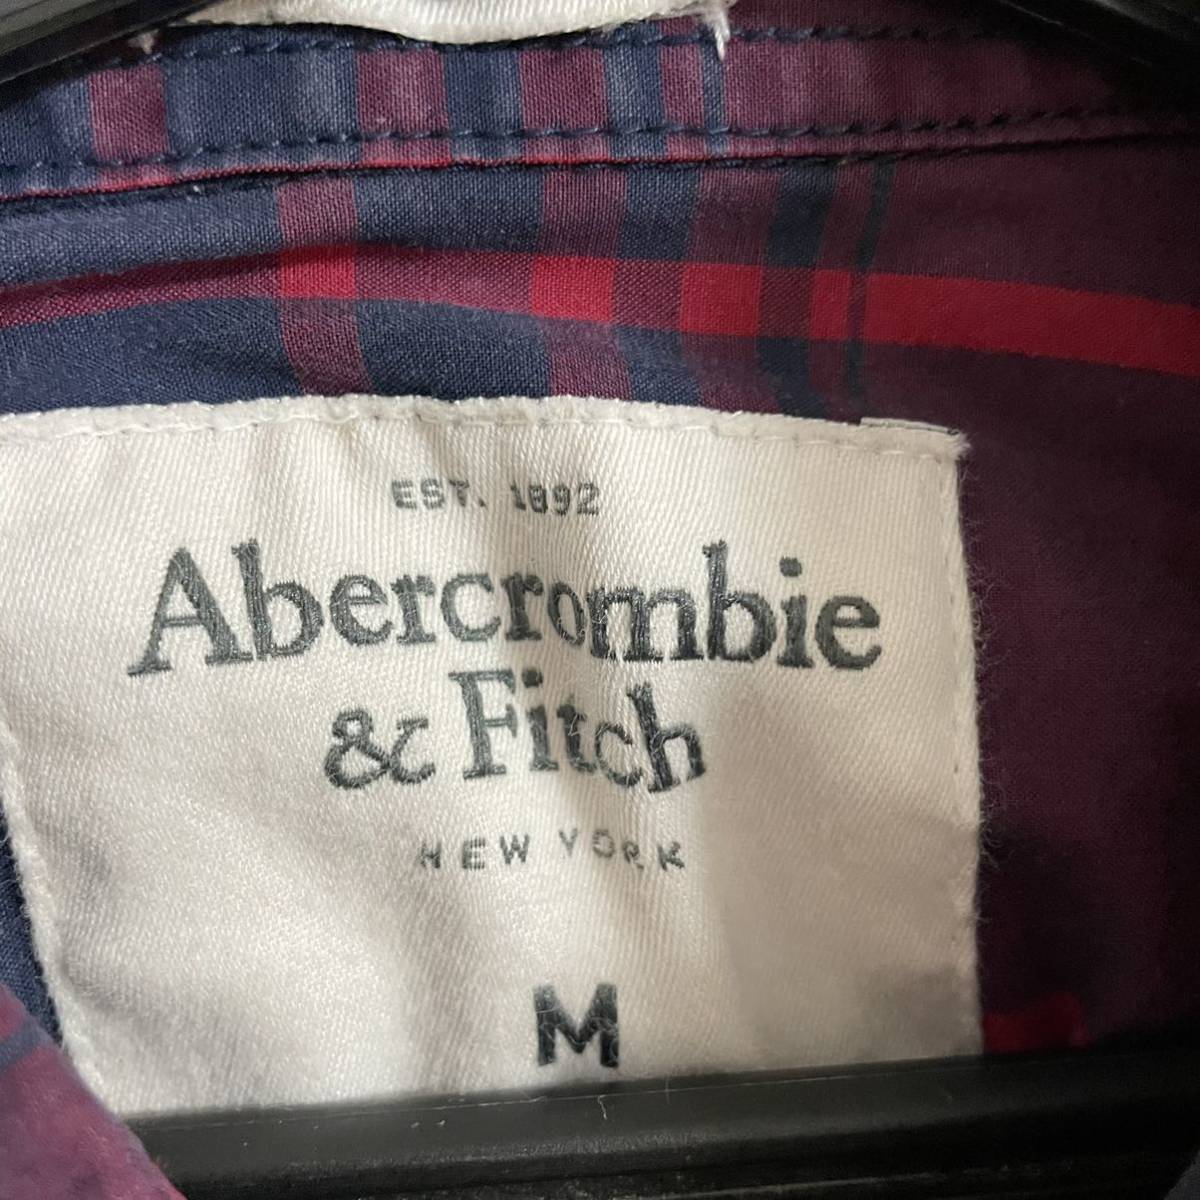 EST. 1892
Abercrombie
& Fitch
NEW YORK
M